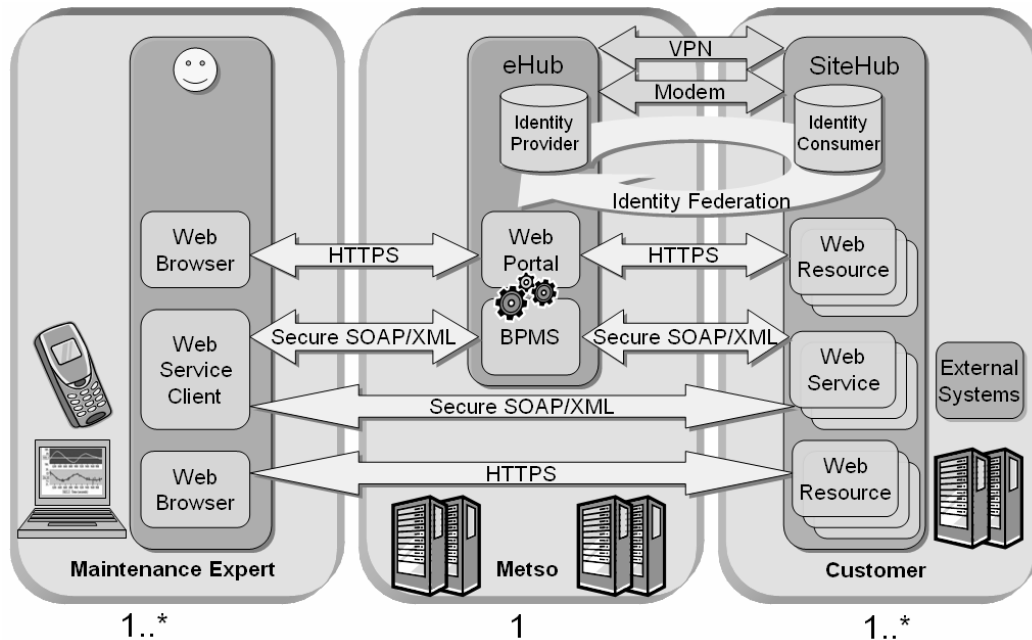 VPN
eHub
SiteHub
Modem
Identity
Provider
Identity
Consumer
Identity Federation
Web
Browser
HTTPS
Web
Portal
HTTPS
Web
Resource
Web
Service
Client
Secure SOAP/XML
BPMS
Secure SOAP/XML
Web
Service
External
Systems
Secure SOAP/XML
Web
Browser
HTTPS
Web
Resource
Maintenance Expert
Metso
Customer
1..*
1
1..*